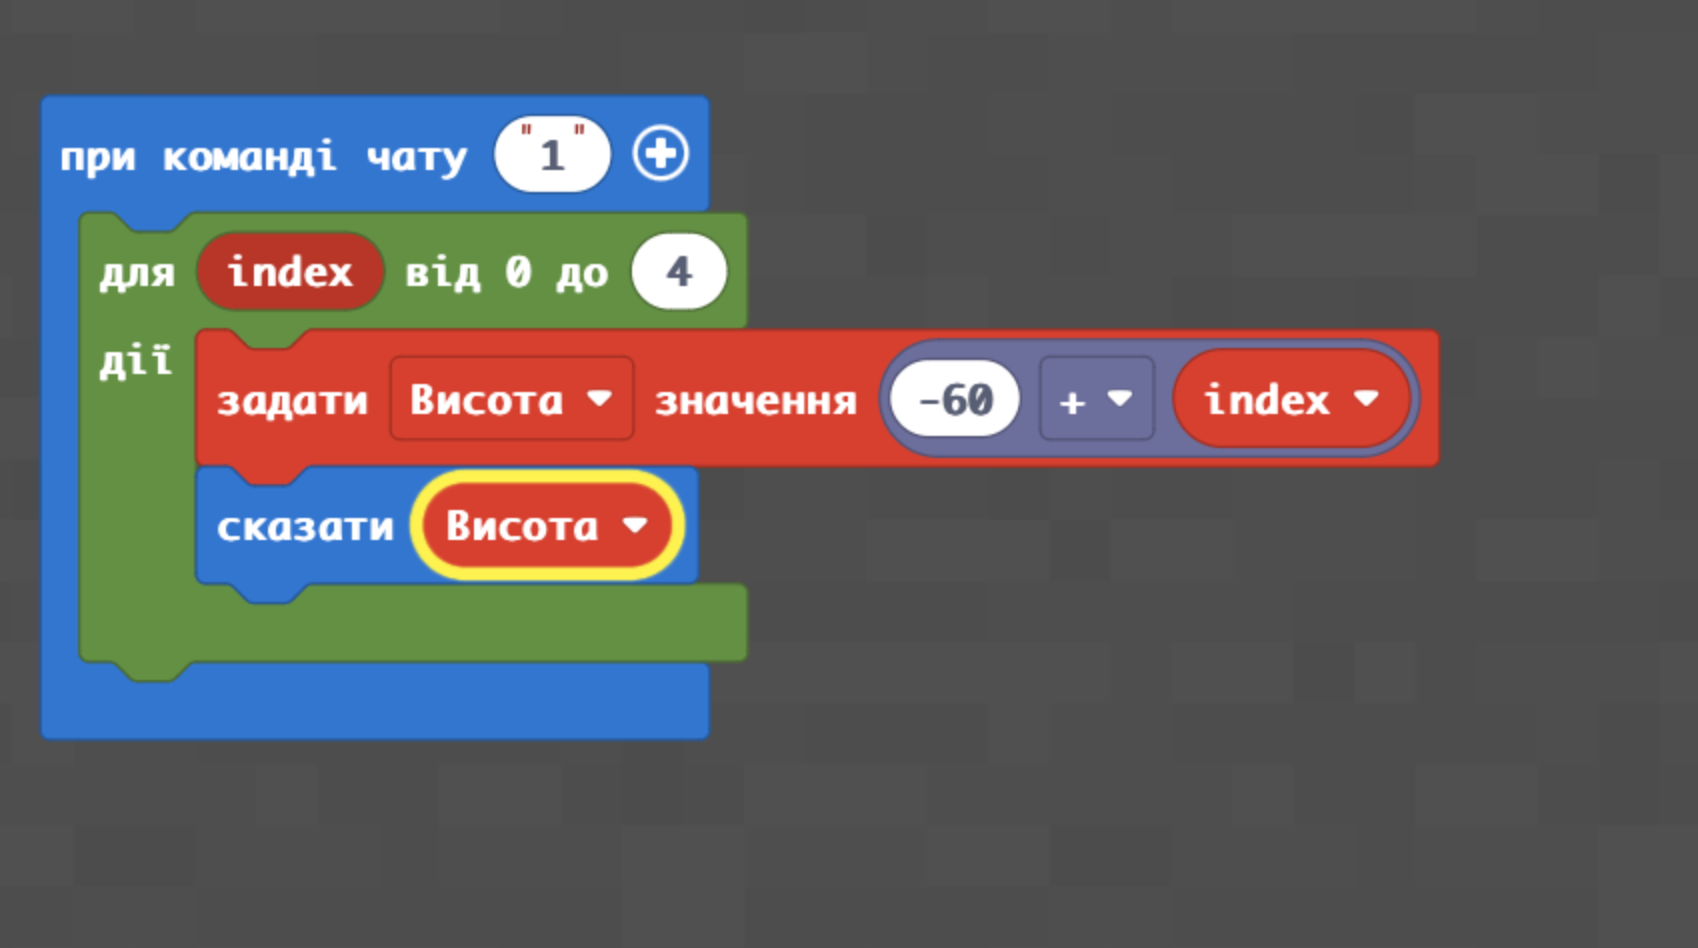 при команді чату "1"
для index від 0 до 4
дії
задати Висота значення -60 + index
сказати Висота